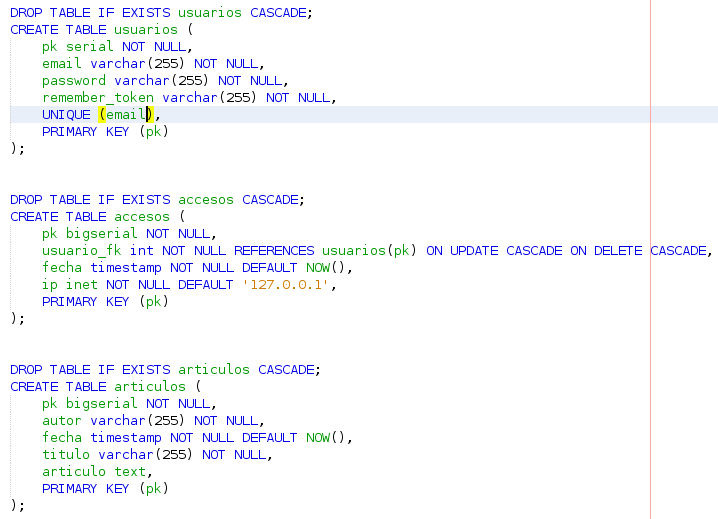 DROP TABLE IF EXISTS usuarios CASCADE;
CREATE TABLE usuarios (
    pk serial NOT NULL,
    email varchar(255) NOT NULL,
    password varchar(255) NOT NULL,
    remember_token varchar(255) NOT NULL,
    UNIQUE (email),
    PRIMARY KEY (pk)
);
DROP TABLE IF EXISTS accesos CASCADE;
CREATE TABLE accesos (
    pk bigserial NOT NULL,
    usuario_fk int NOT NULL REFERENCES usuarios(pk) ON UPDATE CASCADE ON DELETE CASCADE,
    fecha timestamp NOT NULL DEFAULT NOW(),
    ip inet NOT NULL DEFAULT '127.0.0.1',
    PRIMARY KEY (pk)
);
DROP TABLE IF EXISTS articulos CASCADE;
CREATE TABLE articulos (
    pk bigserial NOT NULL,
    autor varchar(255) NOT NULL,
    fecha timestamp NOT NULL DEFAULT NOW(),
    titulo varchar(255) NOT NULL,
    articulo text,
    PRIMARY KEY (pk)
);